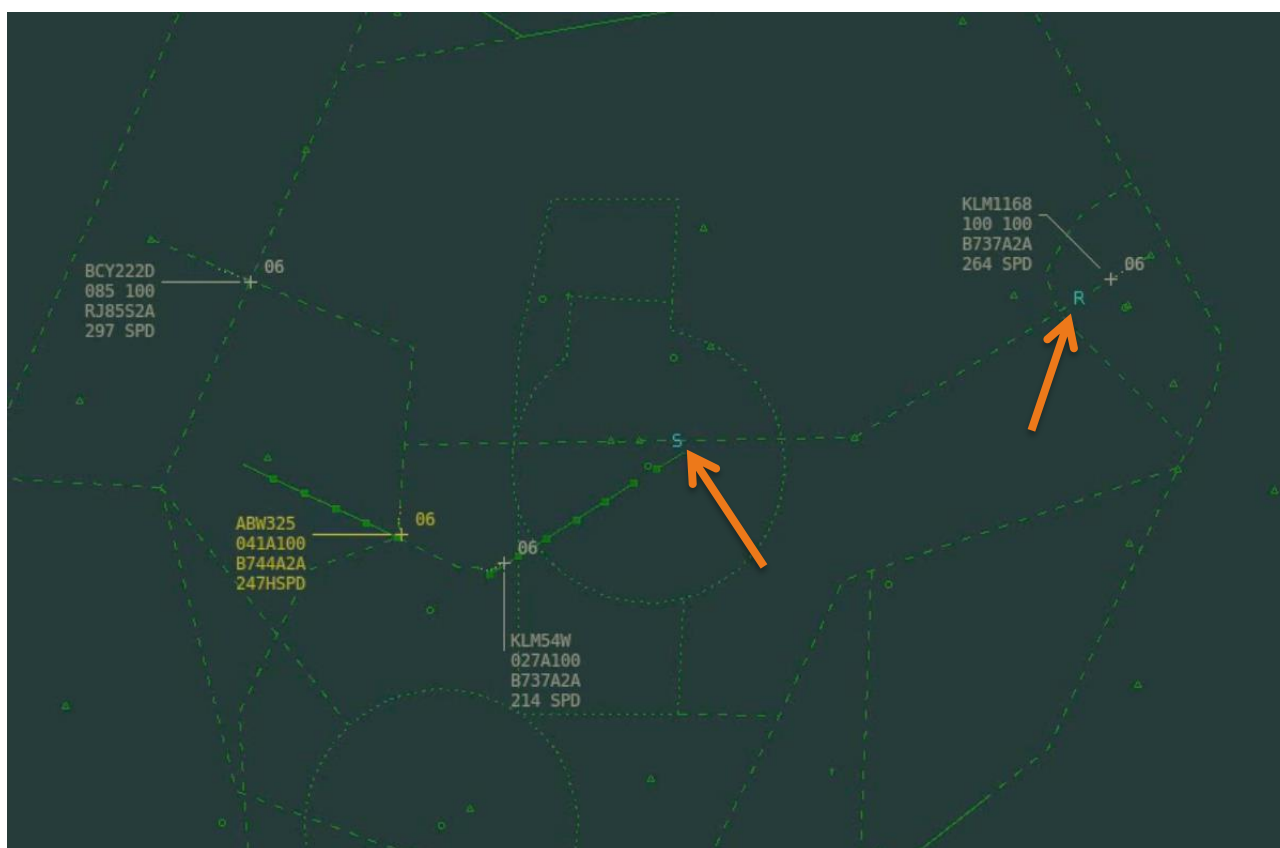 KLM1168
100 100
B737A2A
264 SPD
06
R
BCY222D
085 100
RJ85S2A
297 SPD
06
S
ABW325
041A100
B744A2A
247HSPD
06
06
KLM54W
027A100
B737A2A
214 SPD